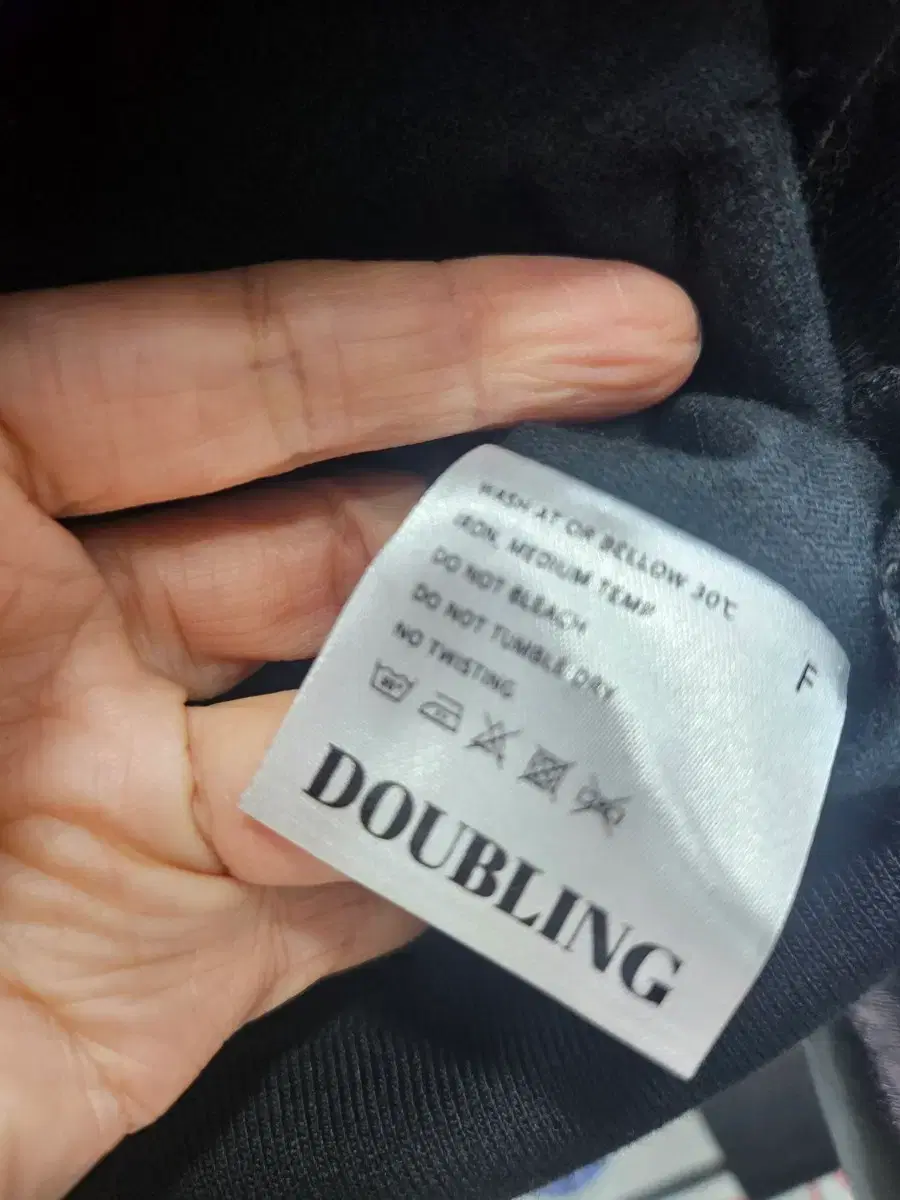 WASH AT OR BELLOW 30℃
IRON, MEDIUM TEMP
DO NOT BLEACH
DO NOT TUMBLE DRY
NO TWISTING
F
DOUBLING